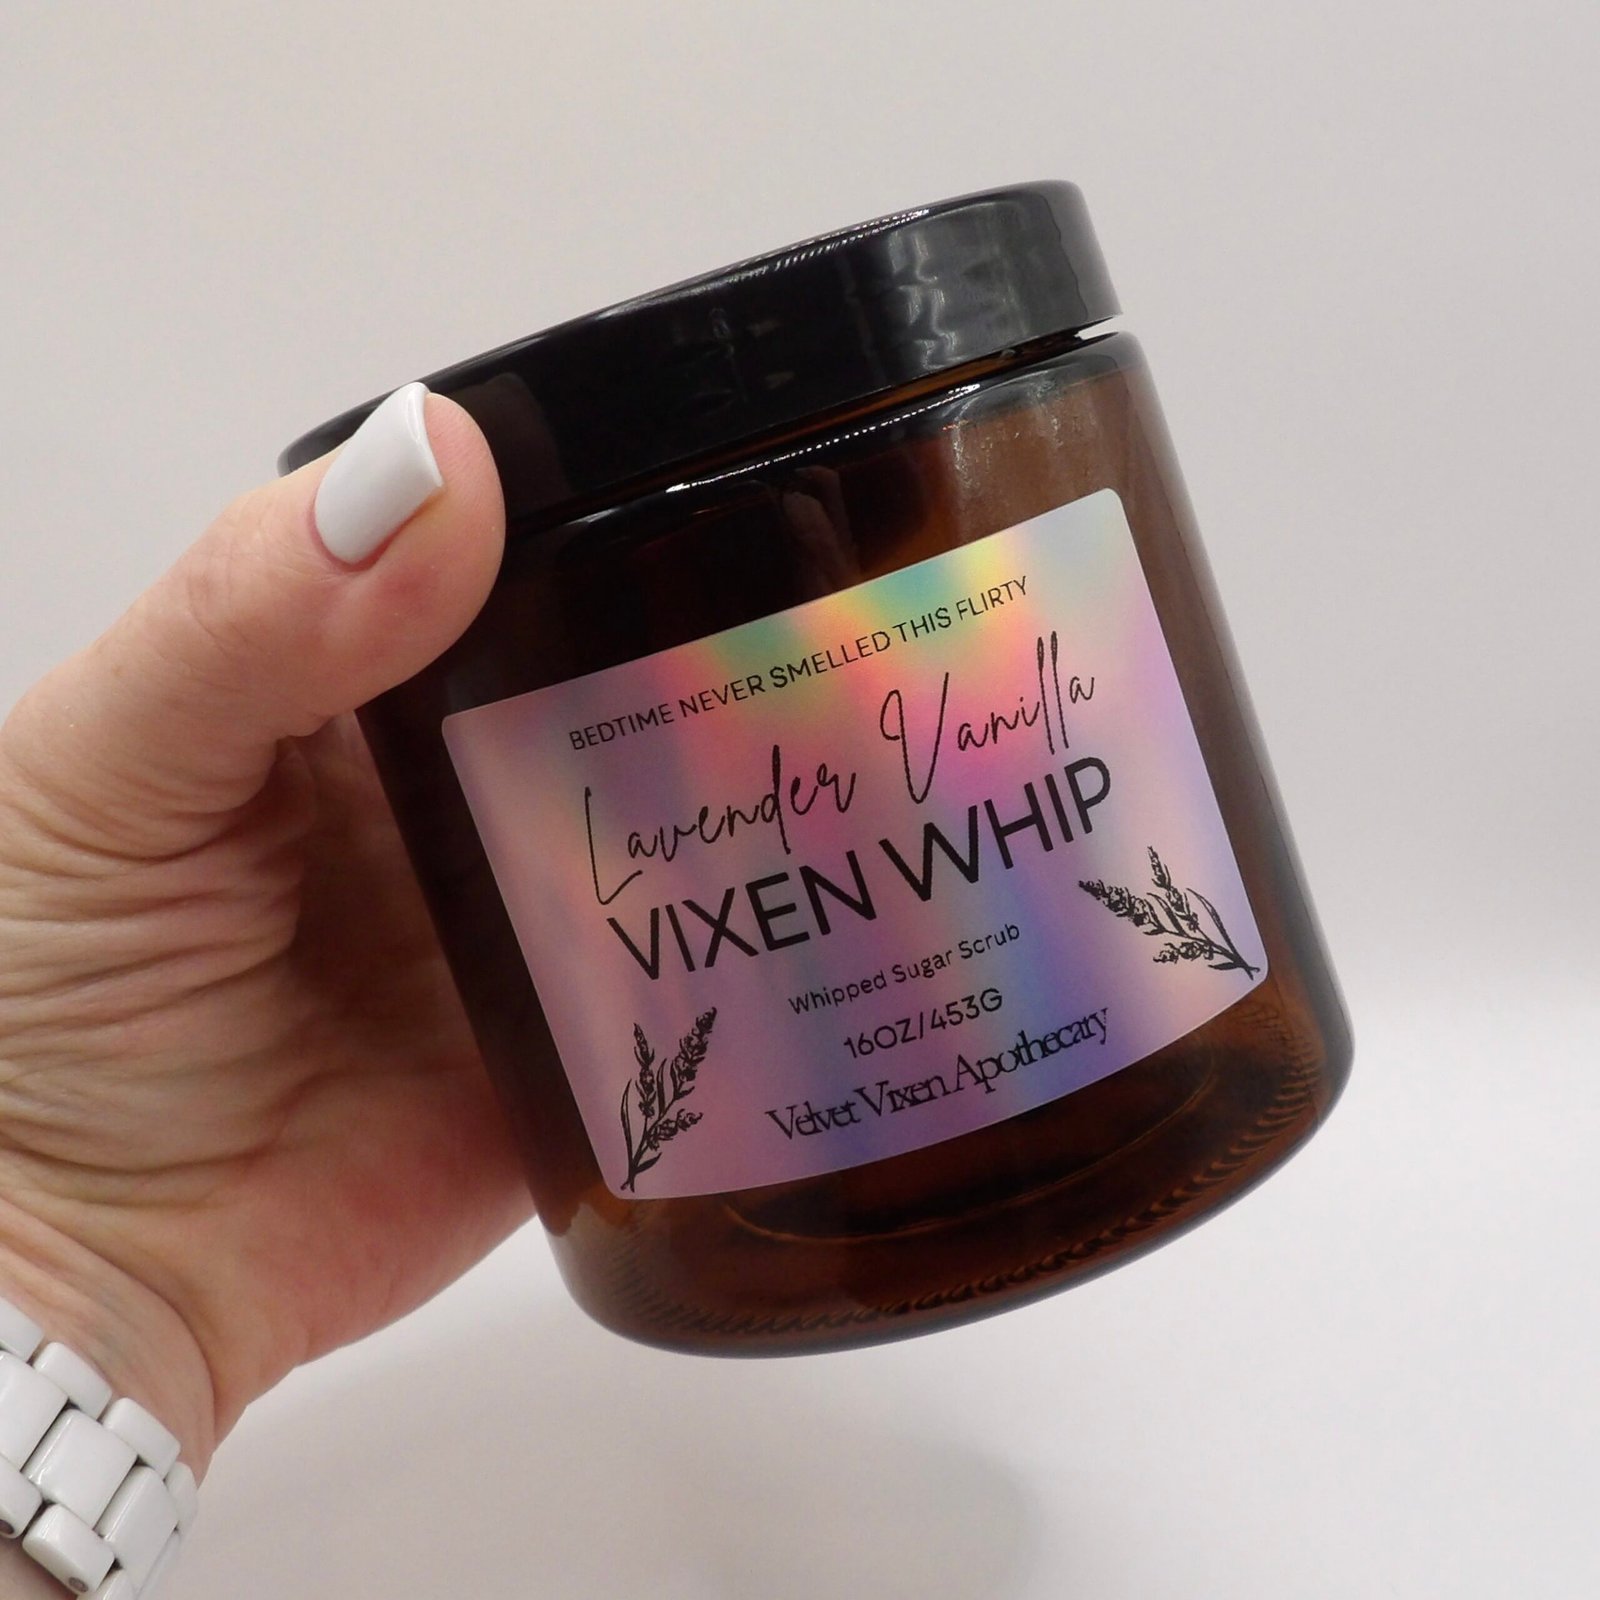 BEDTIME NEVER SMELLED THIS FLIRTY
Lavender Vanilla
VIXEN WHIP
Whipped Sugar Scrub
16OZ/453G
Velvet Vixen Apothecary